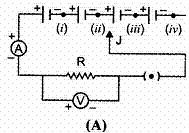 + − + − + − + −
(i) (ii) (iii) (iv)
+ A −
J
R
+ V −
(A)